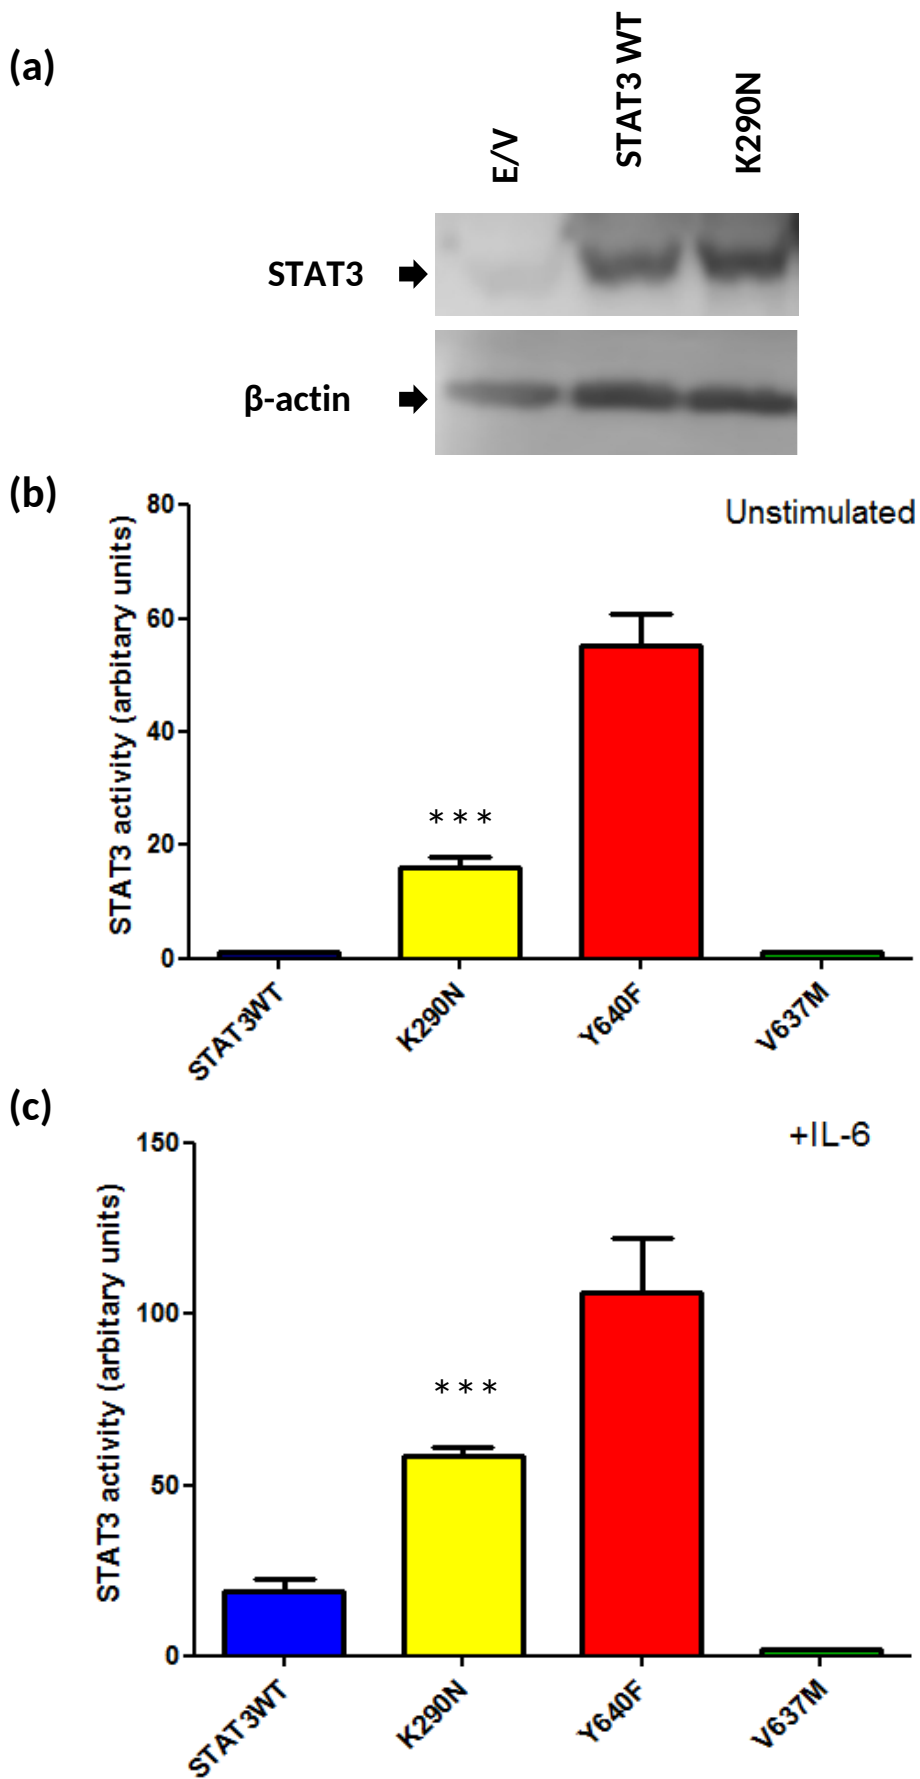 (a)
E/V
STAT3 WT
K290N
STAT3
β-actin
(b)
Unstimulated
STAT3 activity (arbitary units)
80
60
40
20
0
***
STAT3WT
K290N
Y640F
V637M
(c)
+IL-6
STAT3 activity (arbitary units)
150
100
50
0
***
STAT3WT
K290N
Y640F
V637M